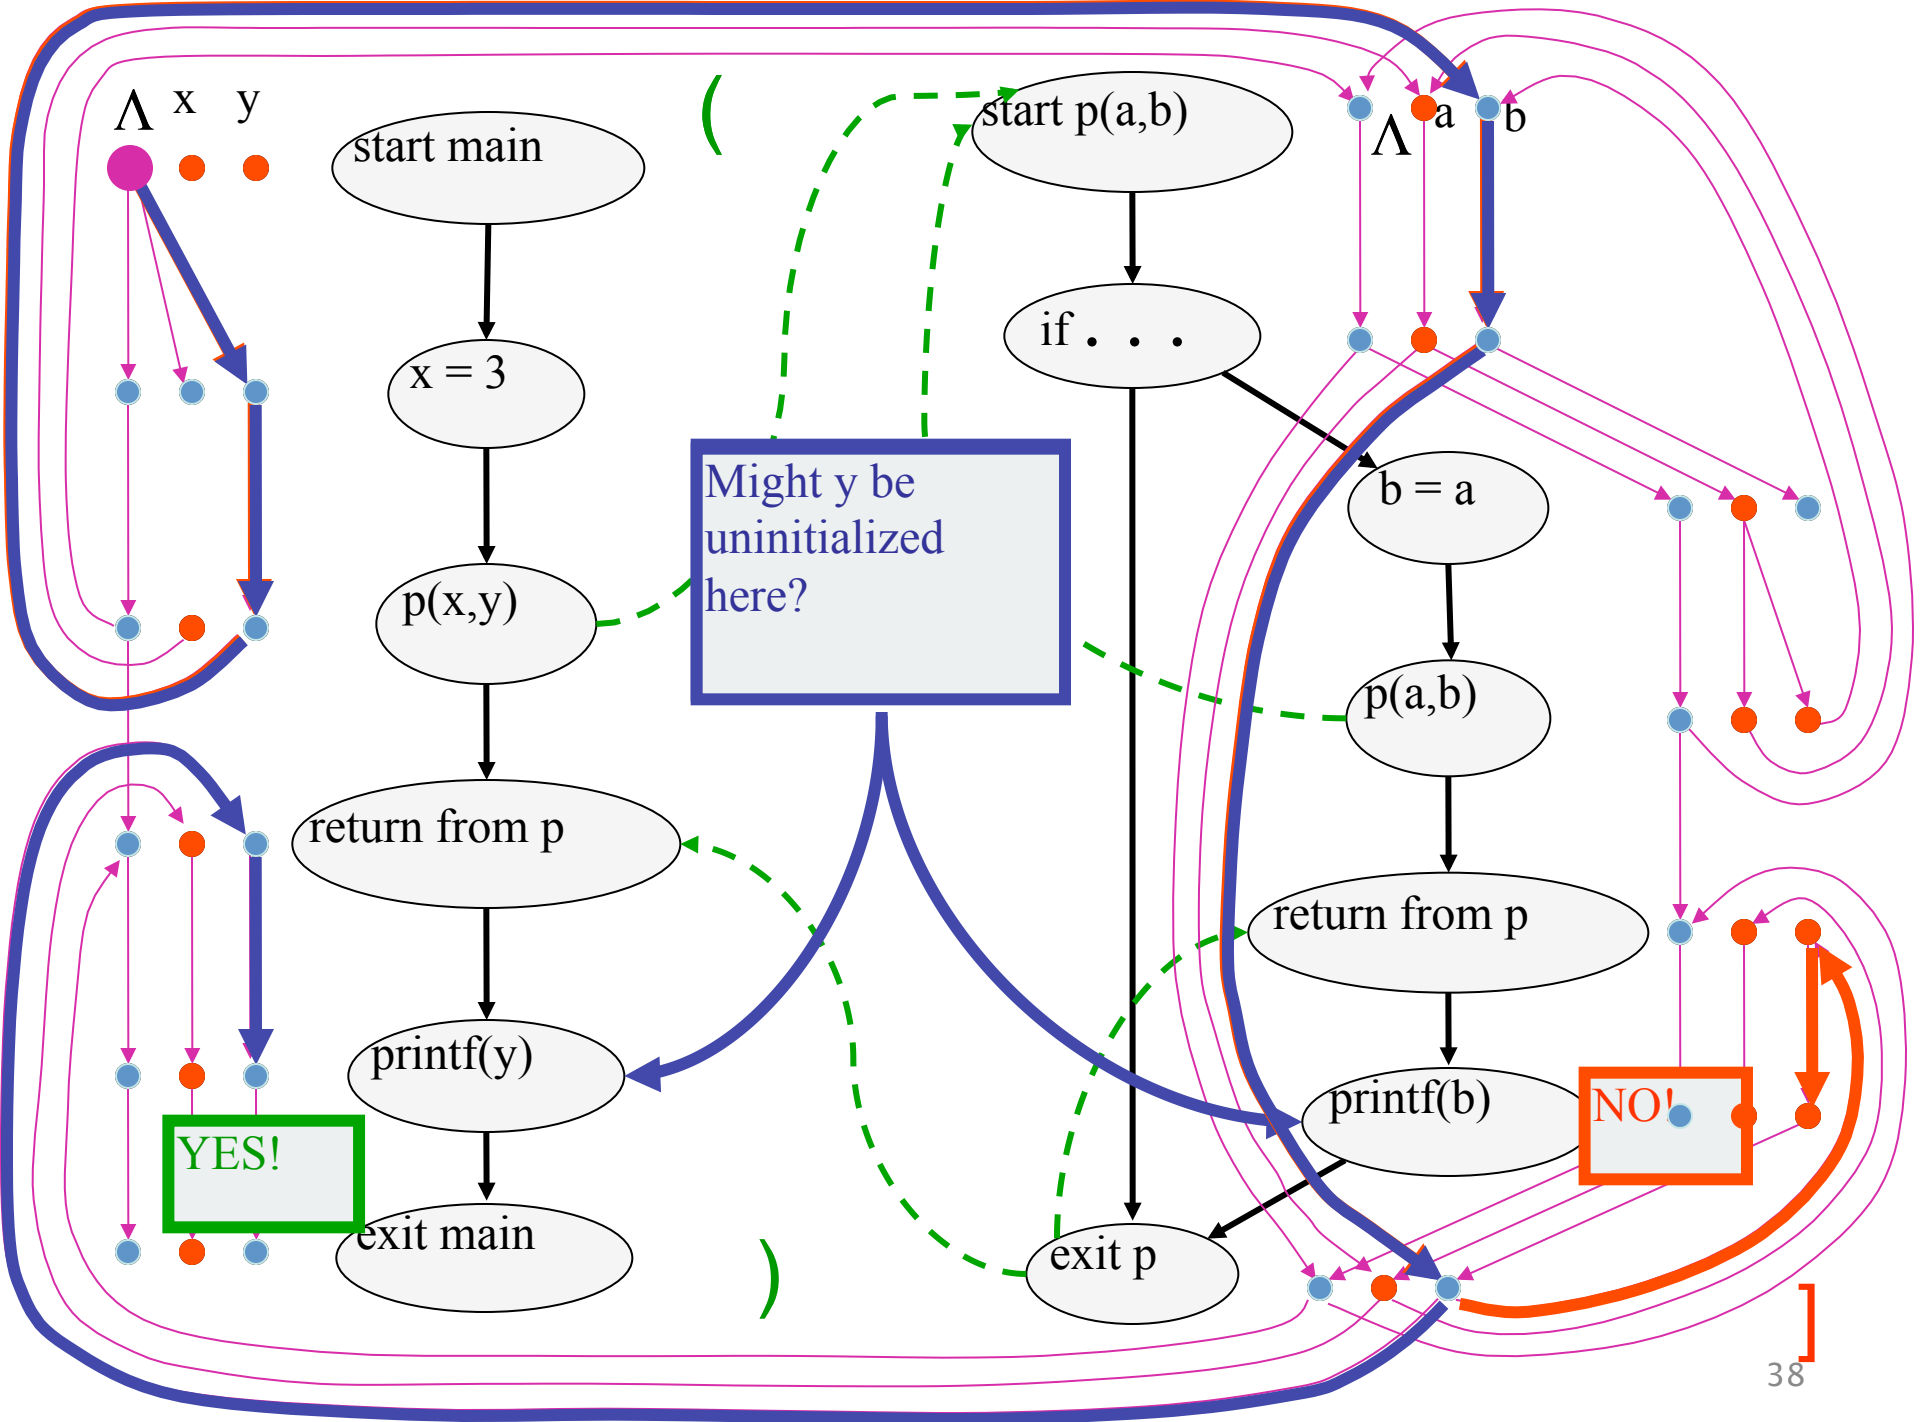 Λ x y
start main
x = 3
p(x,y)
return from p
printf(y)
exit main
YES!
(
)
Might y be
uninitialized
here?
start p(a,b)
if . . .
b = a
p(a,b)
return from p
printf(b)
exit p
Λ a b
NO!
]
38